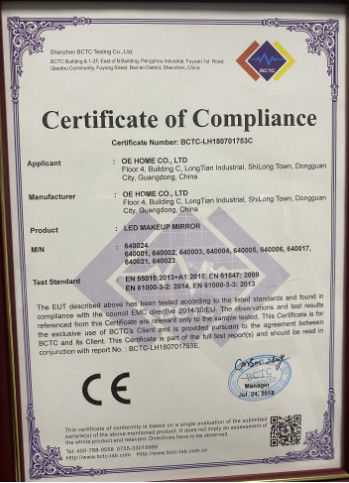 Shenzhen BCTC Testing Co., Ltd.
BCTC Building & 1-2F, East of B Building, Pengzhou Industrial, Fuyuan 1st Road,
Qiaotou Community, Fuyong Street, Bao'an District, Shenzhen, China.
BCTC
Certificate of Compliance
Certificate Number: BCTC-LH180701753C
Applicant : OE HOME CO., LTD
Floor 4, Building C, LongTian Industrial, ShiLong Town, Dongguan
City, Guangdong, China
Manufacturer : OE HOME CO., LTD
Floor 4, Building C, LongTian Industrial, ShiLong Town, Dongguan
City, Guangdong, China
Product : LED MAKEUP MIRROR
M/N : 640024
640001, 640002, 640003, 640004, 640005, 640006, 640017,
640021, 640023
Test Standard : EN 55015:2013+A1:2015, EN 61547: 2009
EN 61000-3-2: 2014, EN 61000-3-3: 2013
The EUT described above has been tested according to the listed standards and found in
compliance with the council EMC directive 2014/30/EU. The observations and test results
referenced from this Certificate are relevant only to the sample tested. This Certificate is for
the exclusive use of BCTC's Client and is provided pursuant to the agreement between
BCTC and its Client. The Certificate is part of the full test report(s) and should be read in
conjunction with report No. : BCTC-LH180701753E.
CE
BCTC
Manager
Jul. 24, 2018
This certificate of conformity is based on a single evaluation of the submitted
sample(s) of the above mentioned product. It does not imply an assessment of
the whole product and relevant Directives have to be observed.
Tel: 400-788-9558 0755-33019988
http://www.bctc-lab.com http://www.bctc-lab.com.cn